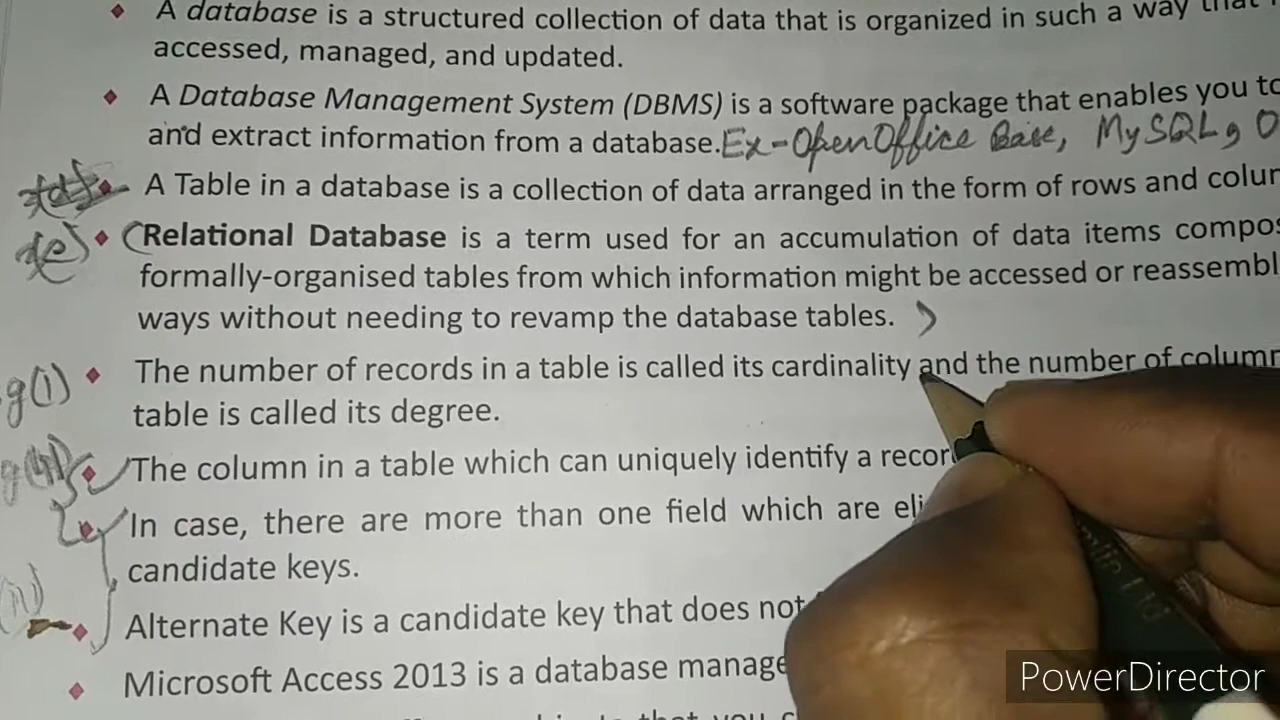 A database is a structured collection of data that is organized in such a way that
accessed, managed, and updated.
A Database Management System (DBMS) is a software package that enables you to
and extract information from a database. Ex-OpenOffice Base, MySQL,
A Table in a database is a collection of data arranged in the form of rows and
(Relational Database is a term used for an accumulation of data items
formally-organised tables from which information might be accessed or
ways without needing to revamp the database tables. )
g(i) The number of records in a table is called its cardinality and the number of
table is called its degree.
The column in a table which can uniquely identify a
In case, there are more than one field which are
candidate keys.
Alternate Key is a candidate key that does not
Microsoft Access 2013 is a database
that you
PowerDirector